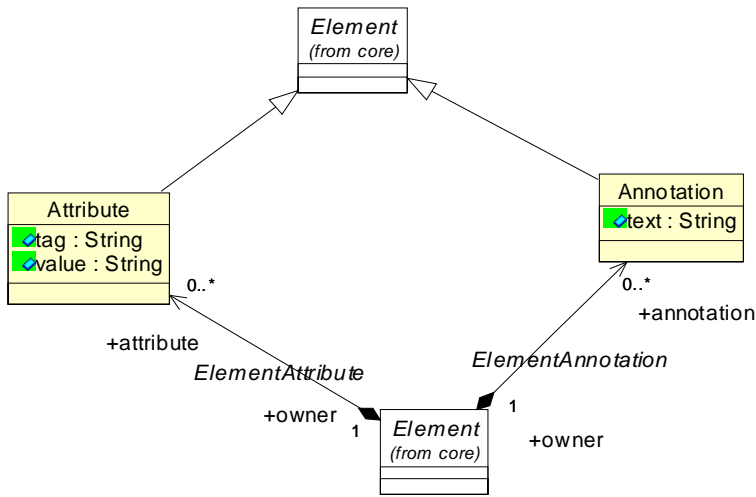 Element
(from core)
Attribute
tag : String
value : String
Annotation
text : String
0..*
+attribute
0..*
+annotation
ElementAttribute
ElementAnnotation
+owner
1
1
+owner
Element
(from core)